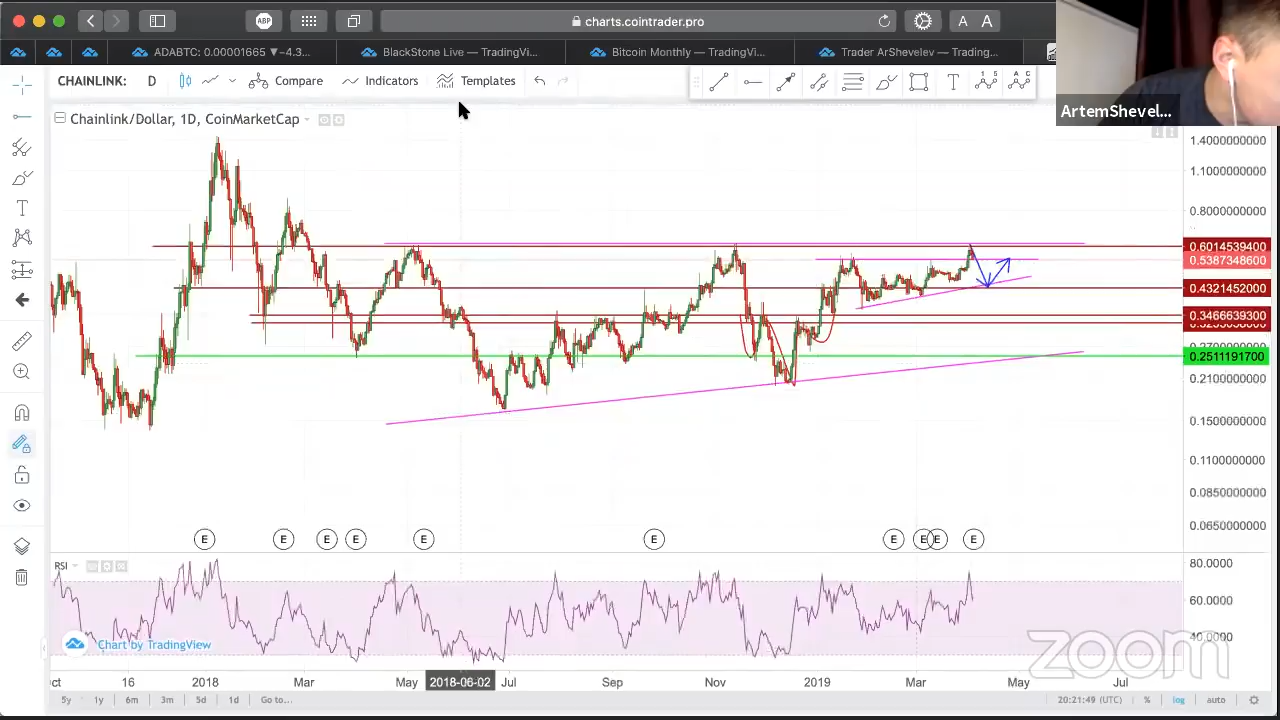 ABP
charts.cointrader.pro
A A
ADABTC: 0.00001665 ▼-4.3...
BlackStone Live — TradingVi...
Bitcoin Monthly — TradingVi...
Trader ArShevelev — Trading...
CHAINLINK:
D
Compare
Indicators
Templates
ArtemShevel...
Chainlink/Dollar, 1D, CoinMarketCap
1.4000000000
1.1000000000
0.8000000000
0.6014539400
0.5387348600
0.4321452000
0.3466639300
0.2511191700
0.2100000000
0.1500000000
0.1100000000
0.0850000000
0.0650000000
E E E E E E E E E E
RSI
80.0000
60.0000
40.0000
Chart by TradingView
zoom
16 2018 Mar May 2018-06-02 Jul Sep Nov 2019 Mar May Jul
5y 1y 6m 3m 5d 1d Go to...
20:21:49 (UTC) % log auto